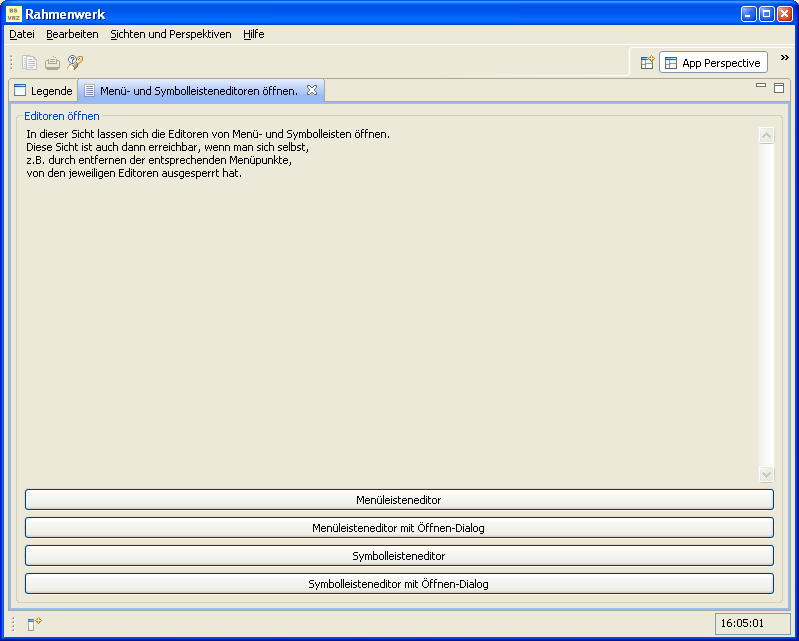 BS
VRZ
Rahmenwerk
Datei Bearbeiten Sichten und Perspektiven Hilfe
App Perspective »
Legende Menü- und Symbolleisteneditoren öffnen.
Editoren öffnen
In dieser Sicht lassen sich die Editoren von Menü- und Symbolleisten öffnen.
Diese Sicht ist auch dann erreichbar, wenn man sich selbst,
z.B. durch entfernen der entsprechenden Menüpunkte,
von den jeweiligen Editoren ausgesperrt hat.
Menüleisteneditor
Menüleisteneditor mit Öffnen-Dialog
Symbolleisteneditor
Symbolleisteneditor mit Öffnen-Dialog
16:05:01